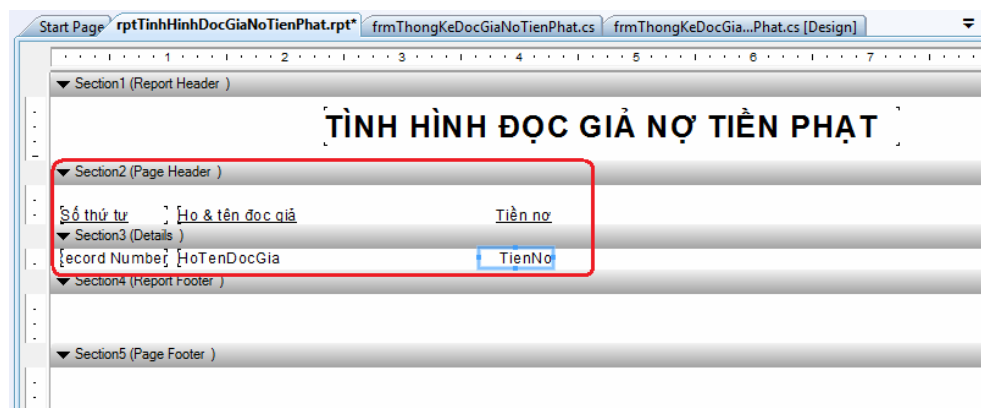 Start Page rptTinhHinhDocGiaNoTienPhat.rpt* frmThongKeDocGiaNoTienPhat.cs frmThongKeDocGia...Phat.cs [Design]
1 2 3 4 5 6 7
Section1 (Report Header )
TÌNH HÌNH ĐỌC GIẢ NỢ TIỀN PHẠT
Section2 (Page Header )
Số thứ tự Họ & tên đọc giả Tiền nợ
Section3 (Details )
ecord Number HoTenDocGia TienNo
Section4 (Report Footer )
Section5 (Page Footer )